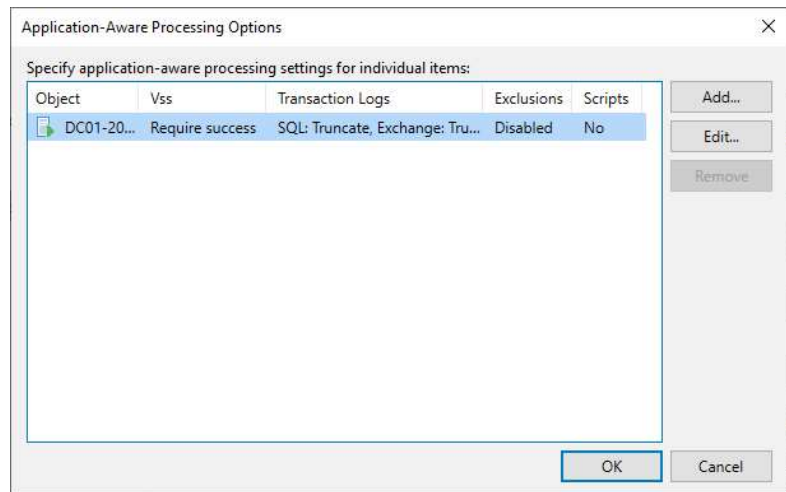 Application-Aware Processing Options
Specify application-aware processing settings for individual items:
Object Vss Transaction Logs Exclusions Scripts
DC01-20... Require success SQL: Truncate, Exchange: Tru... Disabled No
Add...
Edit...
Remove
OK Cancel